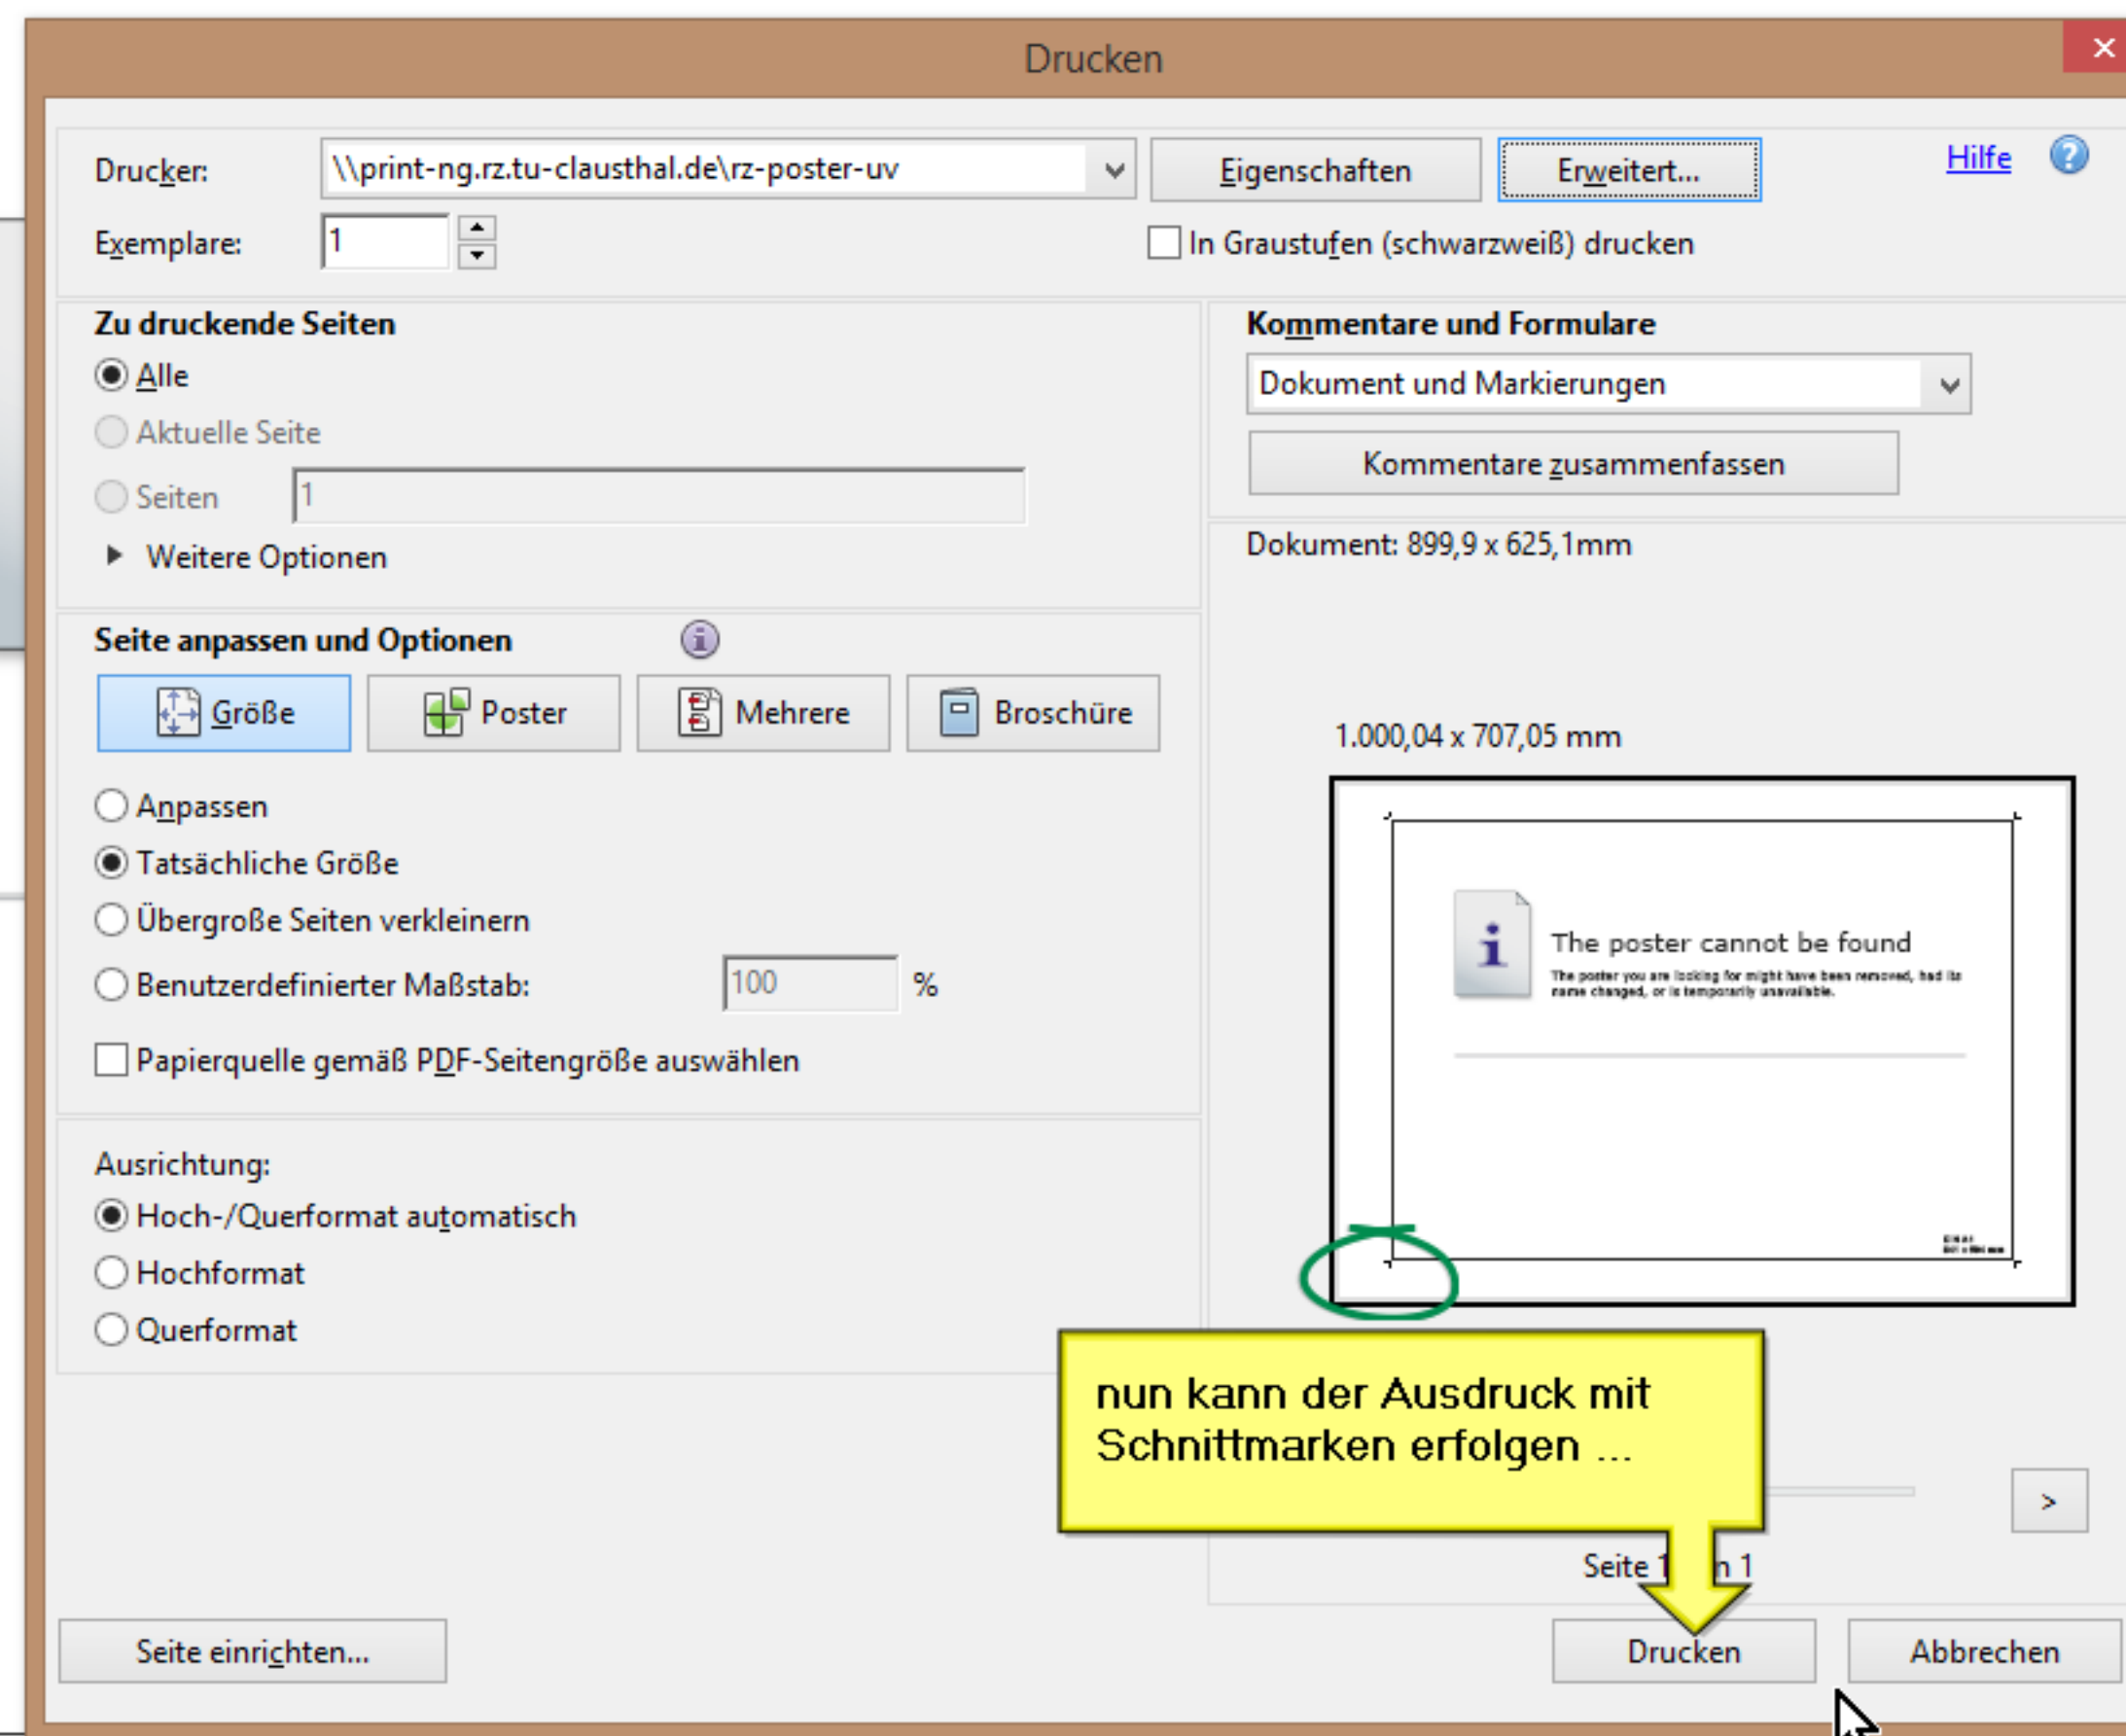 Drucken
Drucker:
\\print-ng.rz.tu-clausthal.de\rz-poster-uv
Eigenschaften
Erweitert...
Hilfe
Exemplare:
1
In Graustufen (schwarzweiß) drucken
Zu druckende Seiten
Alle
Aktuelle Seite
Seiten
1
Weitere Optionen
Kommentare und Formulare
Dokument und Markierungen
Kommentare zusammenfassen
Dokument: 899,9 x 625,1mm
Seite anpassen und Optionen
Größe
Poster
Mehrere
Broschüre
Anpassen
Tatsächliche Größe
Übergroße Seiten verkleinern
Benutzerdefinierter Maßstab:
100
%
Papierquelle gemäß PDF-Seitengröße auswählen
1.000,04 x 707,05 mm
The poster cannot be found
The poster you are looking for might have been removed, had its
name changed, or is temporarily unavailable.
Ausrichtung:
Hoch-/Querformat automatisch
Hochformat
Querformat
nun kann der Ausdruck mit
Schnittmarken erfolgen ...
>
Seite 1 n 1
Seite einrichten...
Drucken
Abbrechen